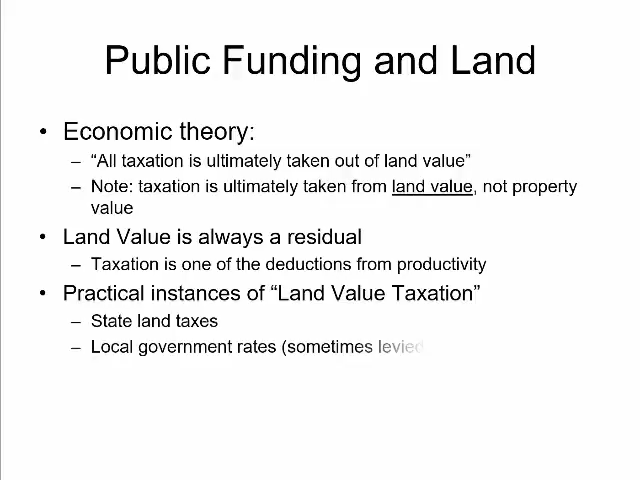 Public Funding and Land
• Economic theory:
– “All taxation is ultimately taken out of land value”
– Note: taxation is ultimately taken from land value, not property
value
• Land Value is always a residual
– Taxation is one of the deductions from productivity
• Practical instances of “Land Value Taxation”
– State land taxes
– Local government rates (sometimes levied